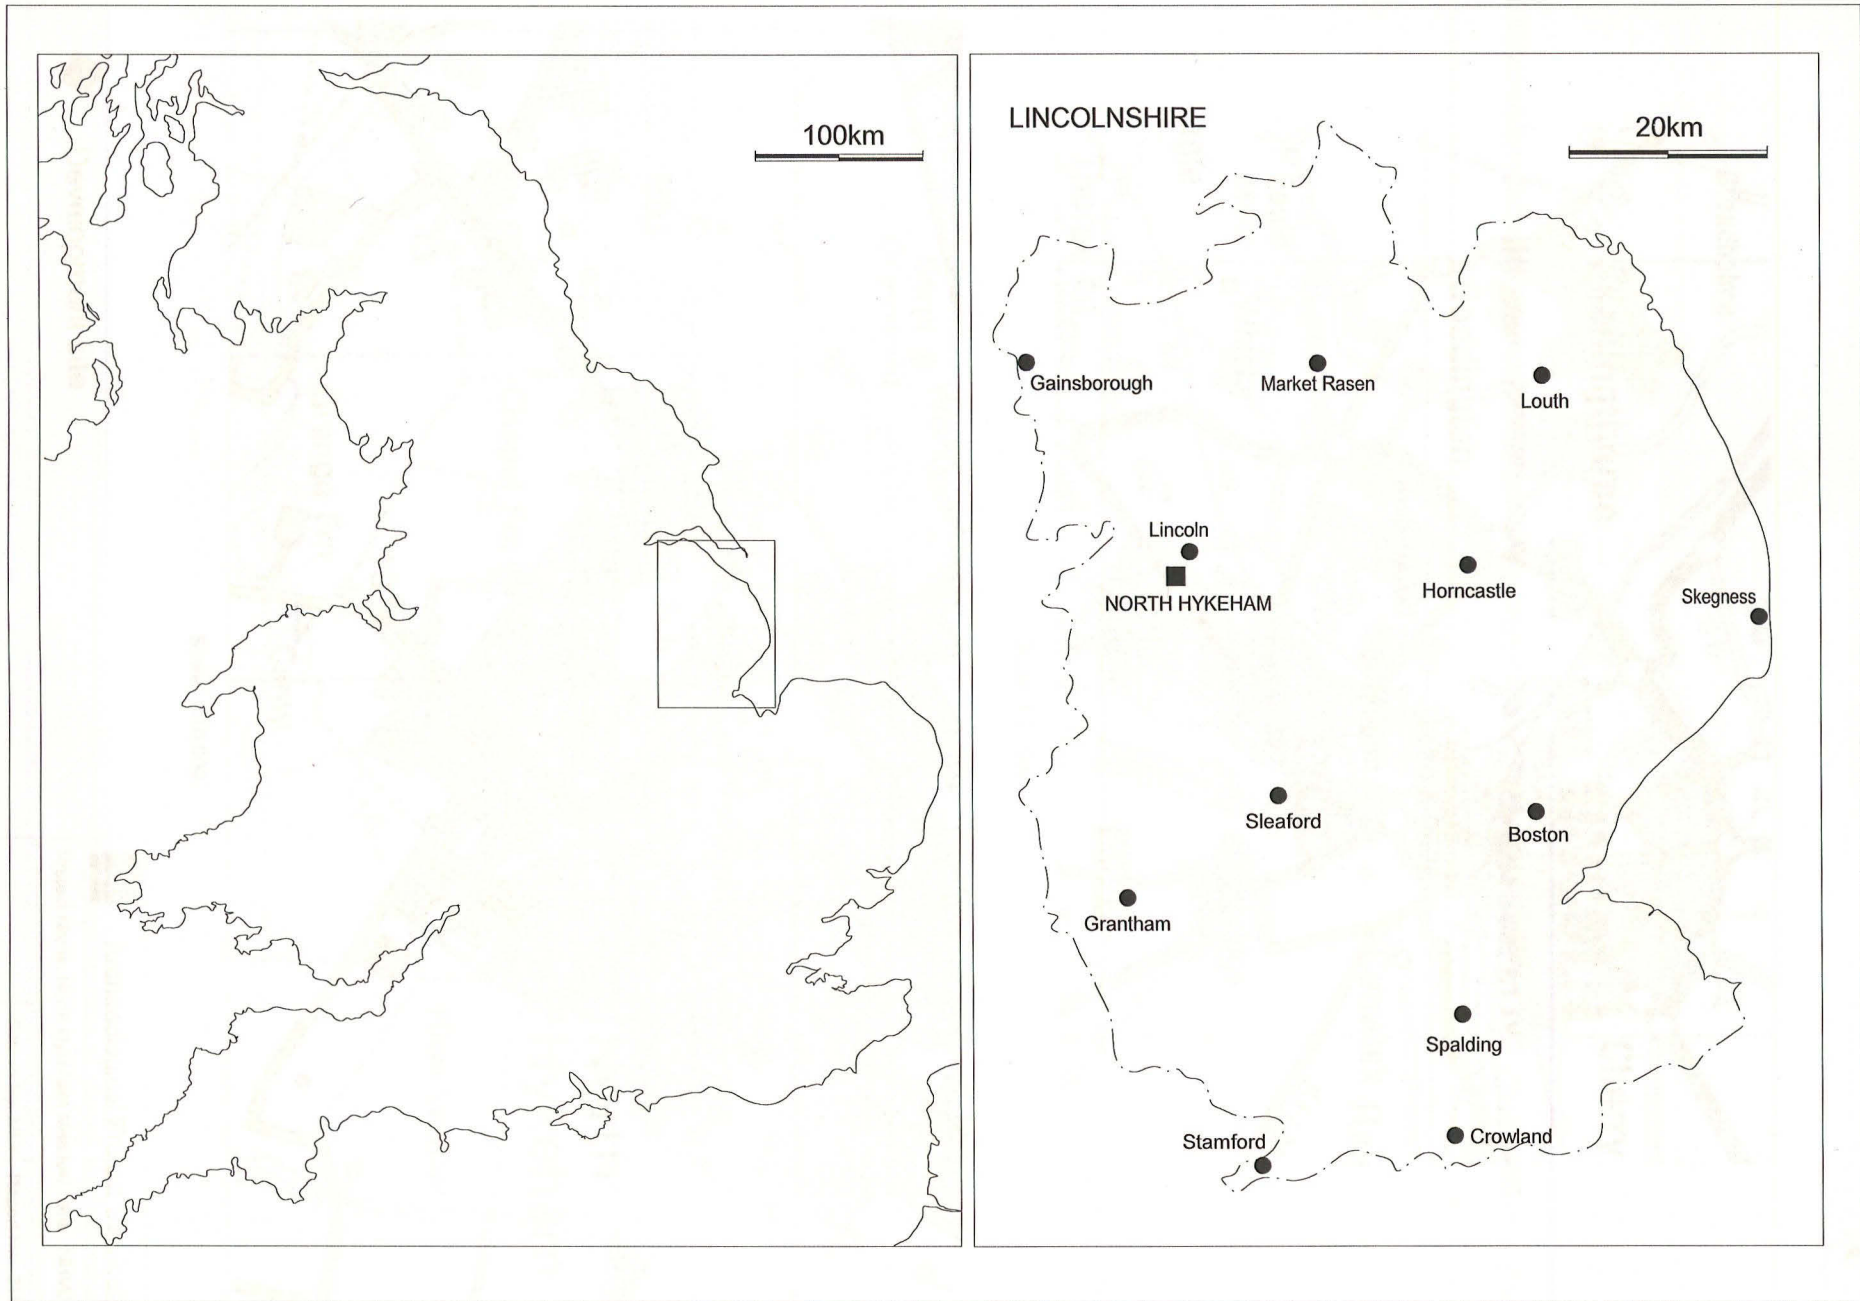 100km
LINCOLNSHIRE
20km
Gainsborough
Market Rasen
Louth
Lincoln
NORTH HYKEHAM
Horncastle
Skegness
Sleaford
Boston
Grantham
Spalding
Stamford
Crowland